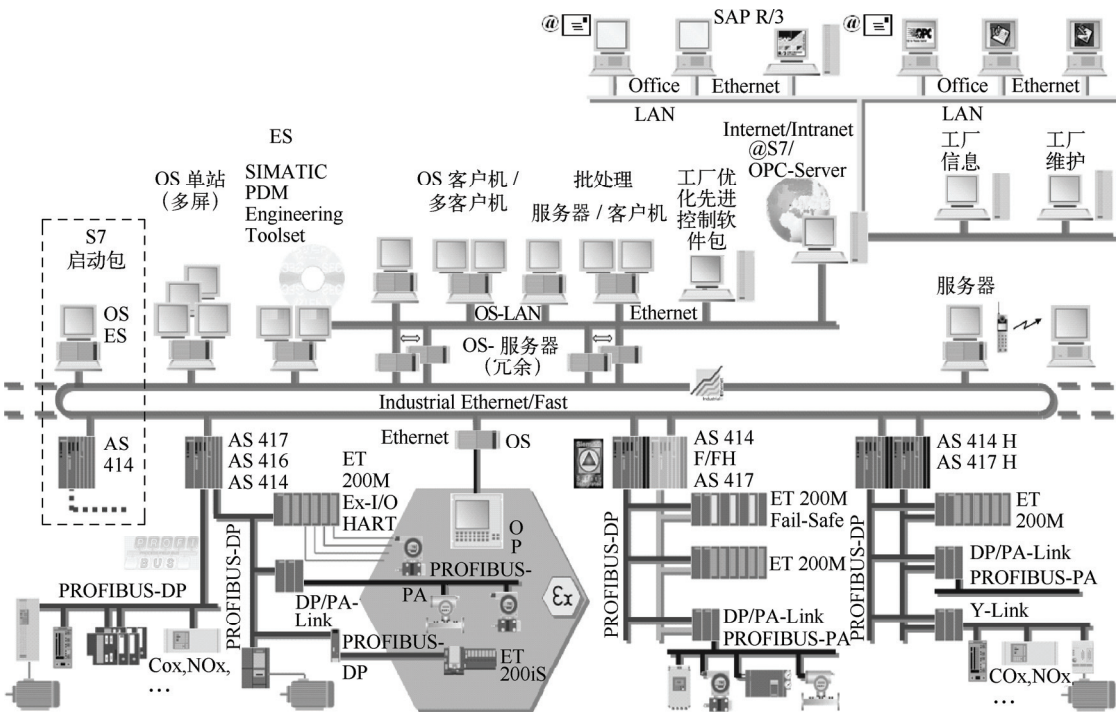 SAP R/3
@
@
Office
Ethernet
LAN
Office
Ethernet
LAN
Internet/Intranet
@S7/
OPC-Server
工厂
信息
工厂
维护
ES
SIMATIC
PDM
Engineering
Toolset
OS 单站
（多屏）
OS 客户机 /
多客户机
批处理
服务器 / 客户机
工厂优
化先进
控制软
件包
S7
启动包
OS
ES
OS-LAN
Ethernet
OS- 服务器
（冗余）
服务器
Industrial Ethernet/Fast
Ethernet
OS
AS
414
AS 417
AS 416
AS 414
ET
200M
Ex-I/O
HART
O
P
AS 414
F/FH
AS 417
AS 414 H
AS 417 H
ET 200M
Fail-Safe
ET 200M
ET
200M
DP/PA-Link
PROFIBUS-PA
Y-Link
DP/PA-Link
PROFIBUS-PA
PROFIBUS-DP
PROFIBUS-DP
PROFIBUS-DP
PROFIBUS-DP
PROFI
BUS
PROFIBUS-
PA
DP/PA-
Link
PROFIBUS-
DP
εx
ET
200iS
Cox,NOx,
…
COx,NOx,
…